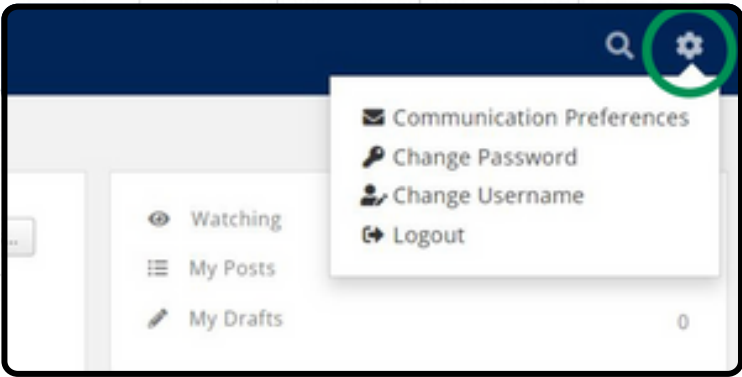 Communication Preferences
Change Password
Change Username
Logout
...
Watching
My Posts
My Drafts 0